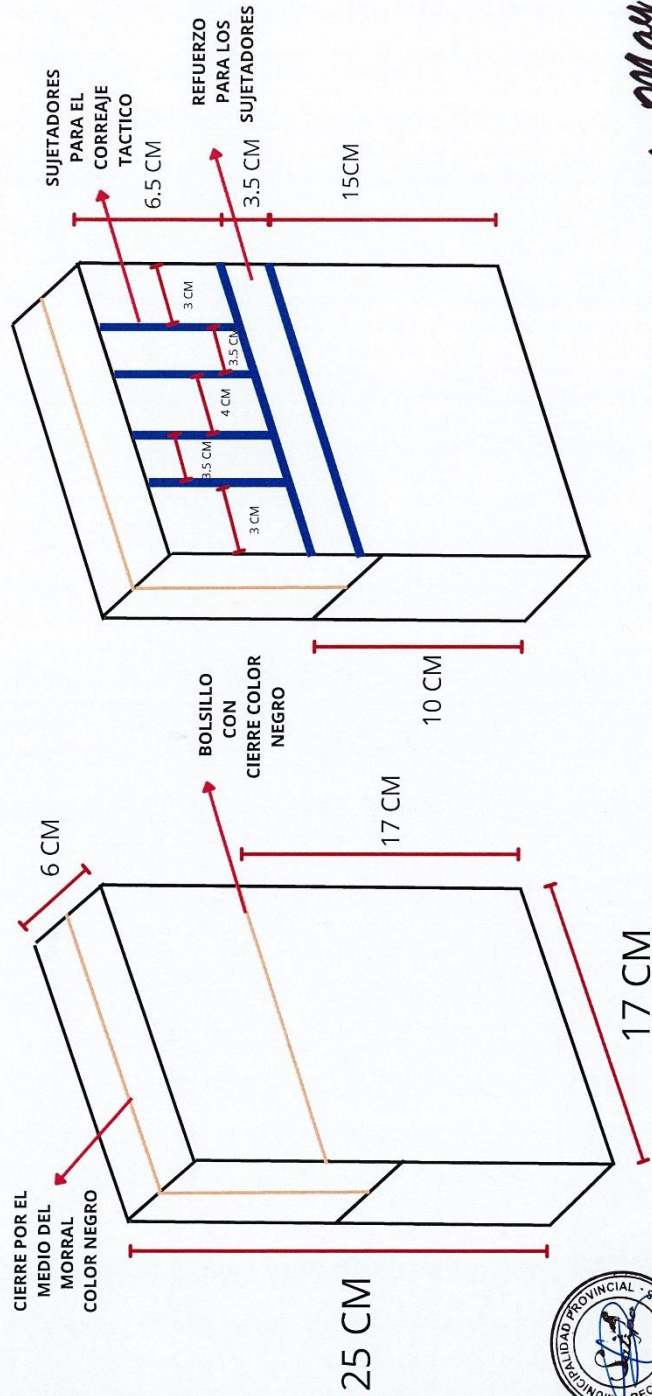 CIERRE POR EL
MEDIO DEL
MORRAL
COLOR NEGRO
6 CM
25 CM
BOLSILLO
CON
CIERRE COLOR
NEGRO
17 CM
17 CM
SUJETADORES
PARA EL
CORREAJE
TACTICO
6.5 CM
REFUERZO
PARA LOS
SUJETADORES
3.5 CM
15CM
3 CM
3.5 CM
4 CM
3.5 CM
3 CM
10 CM
MUNICIPALIDAD PROVINCIAL